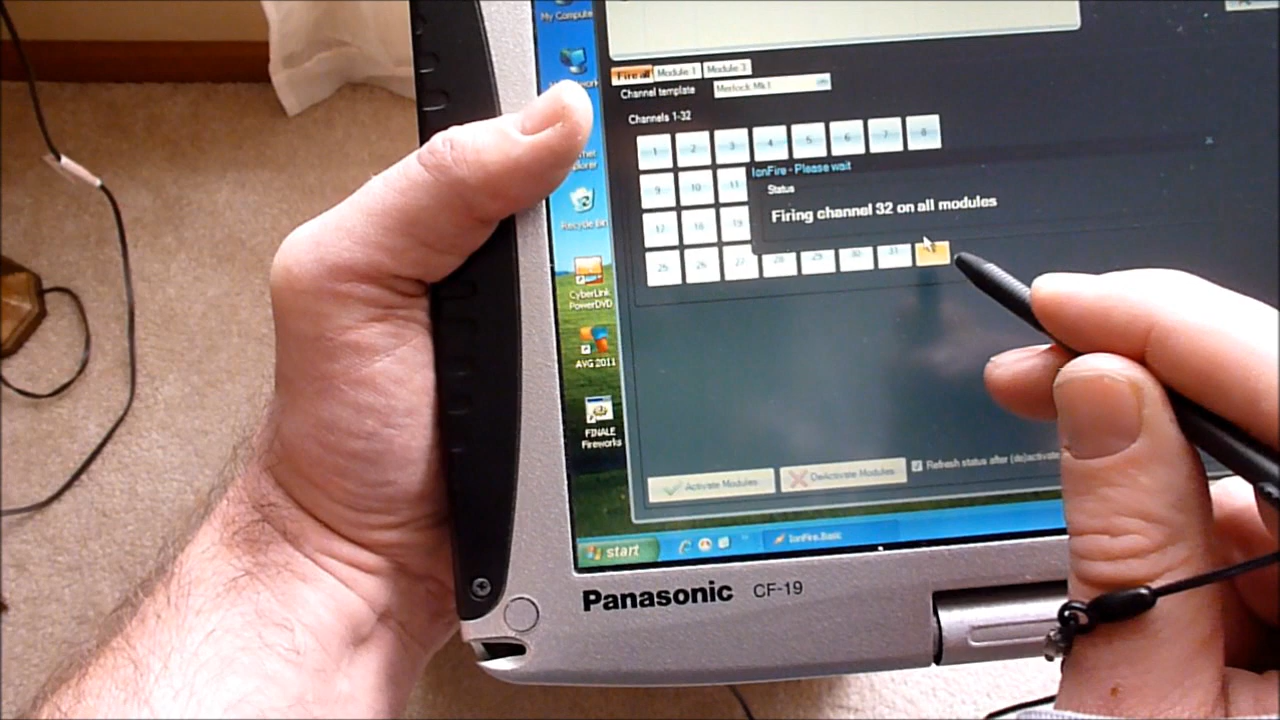 My Compute
Fire all Module 1 Module 3
Channel template Merlock Mk1
Channels 1-32
1 2 3 4 5 6 7 8
IonFire - Please wait
9 10 11
Status
Firing channel 32 on all modules
17 18 19
25 26 27 28 29 30 31
Recycle Bin
CyberLink
PowerDVD
AVG 2011
FINALE
Fireworks
Activate Modules DeActivate Modules Refresh status after (de)activate
start IonFire.Basic
Panasonic CF-19